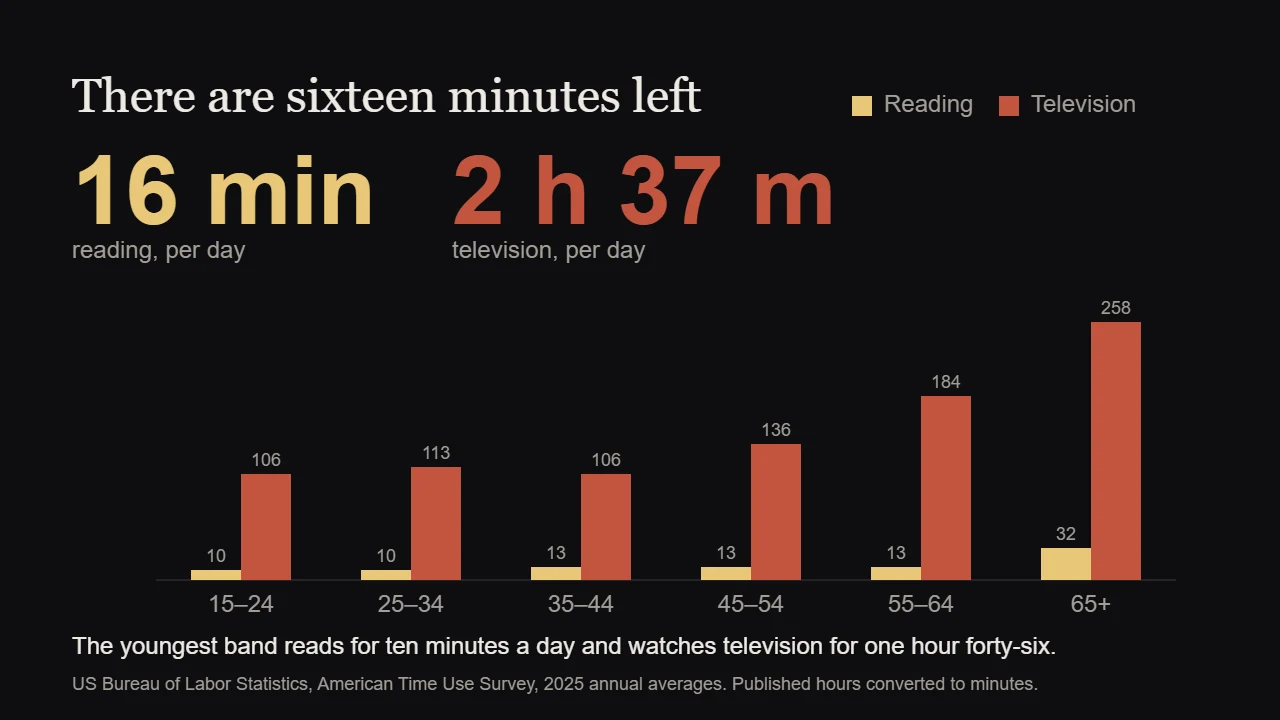 There are sixteen minutes left
Reading Television
16 min 2 h 37 m
reading, per day television, per day
258
184
136
106 113 106
32
10 10 13 13 13
15–24 25–34 35–44 45–54 55–64 65+
The youngest band reads for ten minutes a day and watches television for one hour forty-six.
US Bureau of Labor Statistics, American Time Use Survey, 2025 annual averages. Published hours converted to minutes.